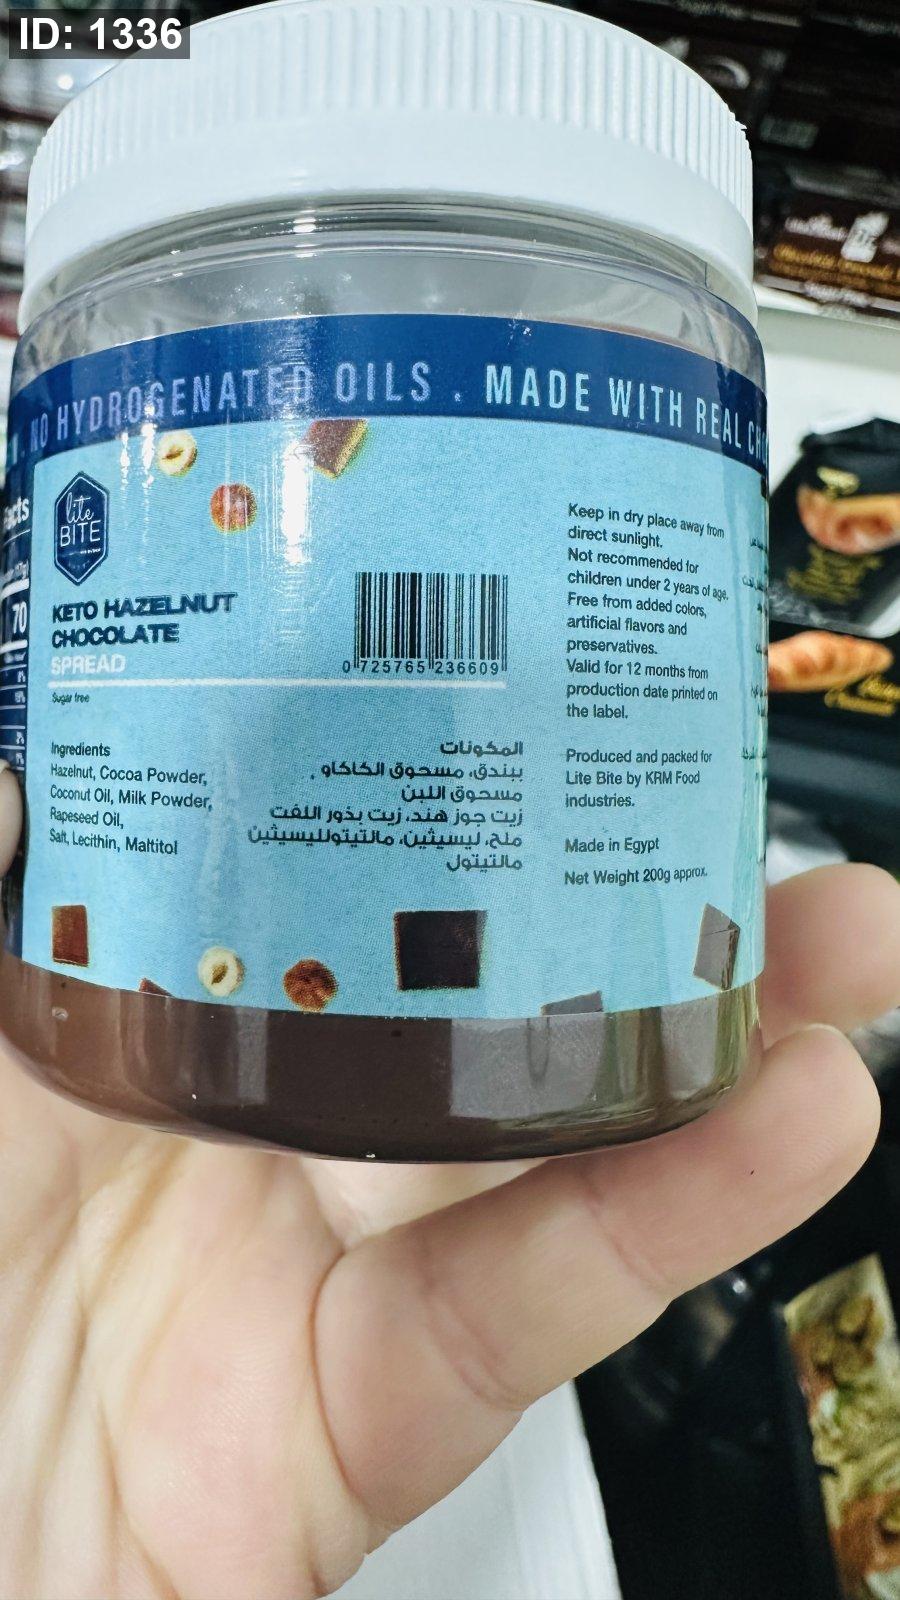 ID: 1336
NO HYDROGENATED OILS . MADE WITH REAL
lite
BITE
KETO HAZELNUT
CHOCOLATE
SPREAD
Sugar free
0 725765 236609
Ingredients
Hazelnut, Cocoa Powder,
Coconut Oil, Milk Powder,
Rapeseed Oil,
Salt, Lecithin, Maltitol
المكونات
ببندق، مسحوق الكاكاو .
مسحوق اللبن
زيت جوز هند، زيت بذور اللفت
ملح، ليسيثين، مالتيتولليسيثين
مالتيتول
Keep in dry place away from
direct sunlight.
Not recommended for
children under 2 years of age.
Free from added colors,
artificial flavors and
preservatives.
Valid for 12 months from
production date printed on
the label.
Produced and packed for
Lite Bite by KRM Food
industries.
Made in Egypt
Net Weight 200g approx.
70